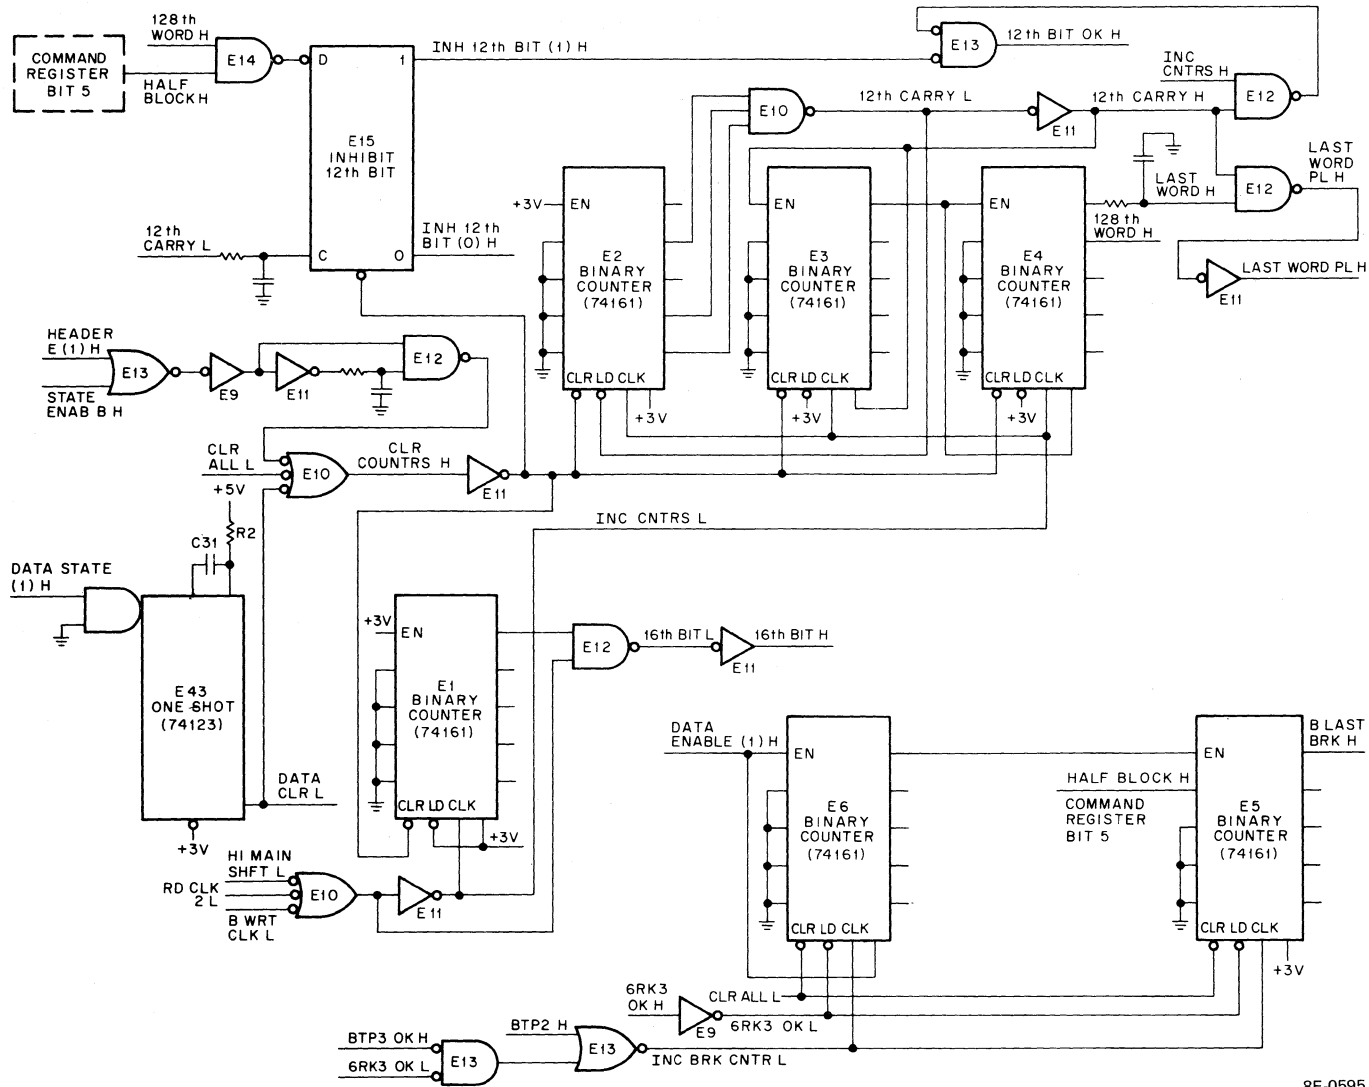 128th
WORD H
COMMAND
REGISTER
BIT 5
HALF
BLOCK H
E14
D
1
INH 12th BIT (1) H
E15
INHIBIT
12th BIT
12th
CARRY L
C
0
INH 12th
BIT (0) H
E13
12th BIT OK H
INC
CNTRS H
E12
E10
12th CARRY L
E11
12th CARRY H
LAST
WORD H
128th
WORD H
E12
LAST
WORD
PL H
E11
LAST WORD PL H
+3V
EN
E2
BINARY
COUNTER
(74161)
CLR LD CLK
+3V
EN
E3
BINARY
COUNTER
(74161)
CLR LD CLK
+3V
EN
E4
BINARY
COUNTER
(74161)
CLR LD CLK
+3V
HEADER
E (1) H
STATE
ENAB B H
E13
E9
E11
E12
CLR
ALL L
E10
CLR
COUNTRS H
E11
+5V
R2
C31
DATA STATE
(1) H
E43
ONE-SHOT
(74123)
+3V
DATA
CLR L
INC CNTRS L
+3V
EN
E1
BINARY
COUNTER
(74161)
CLR LD CLK
+3V
E12
16th BIT L
E11
16th BIT H
HI MAIN
SHFT L
RD CLK
2 L
B WRT
CLK L
E10
E11
DATA
ENABLE (1) H
EN
E6
BINARY
COUNTER
(74161)
CLR LD CLK
HALF BLOCK H
COMMAND
REGISTER
BIT 5
EN
E5
BINARY
COUNTER
(74161)
CLR LD CLK
+3V
B LAST
BRK H
6RK3
OK H
E9
CLR ALL L
6RK3 OK L
BTP3 OK H
6RK3 OK L
E13
BTP2 H
E13
INC BRK CNTR L
8E-0595